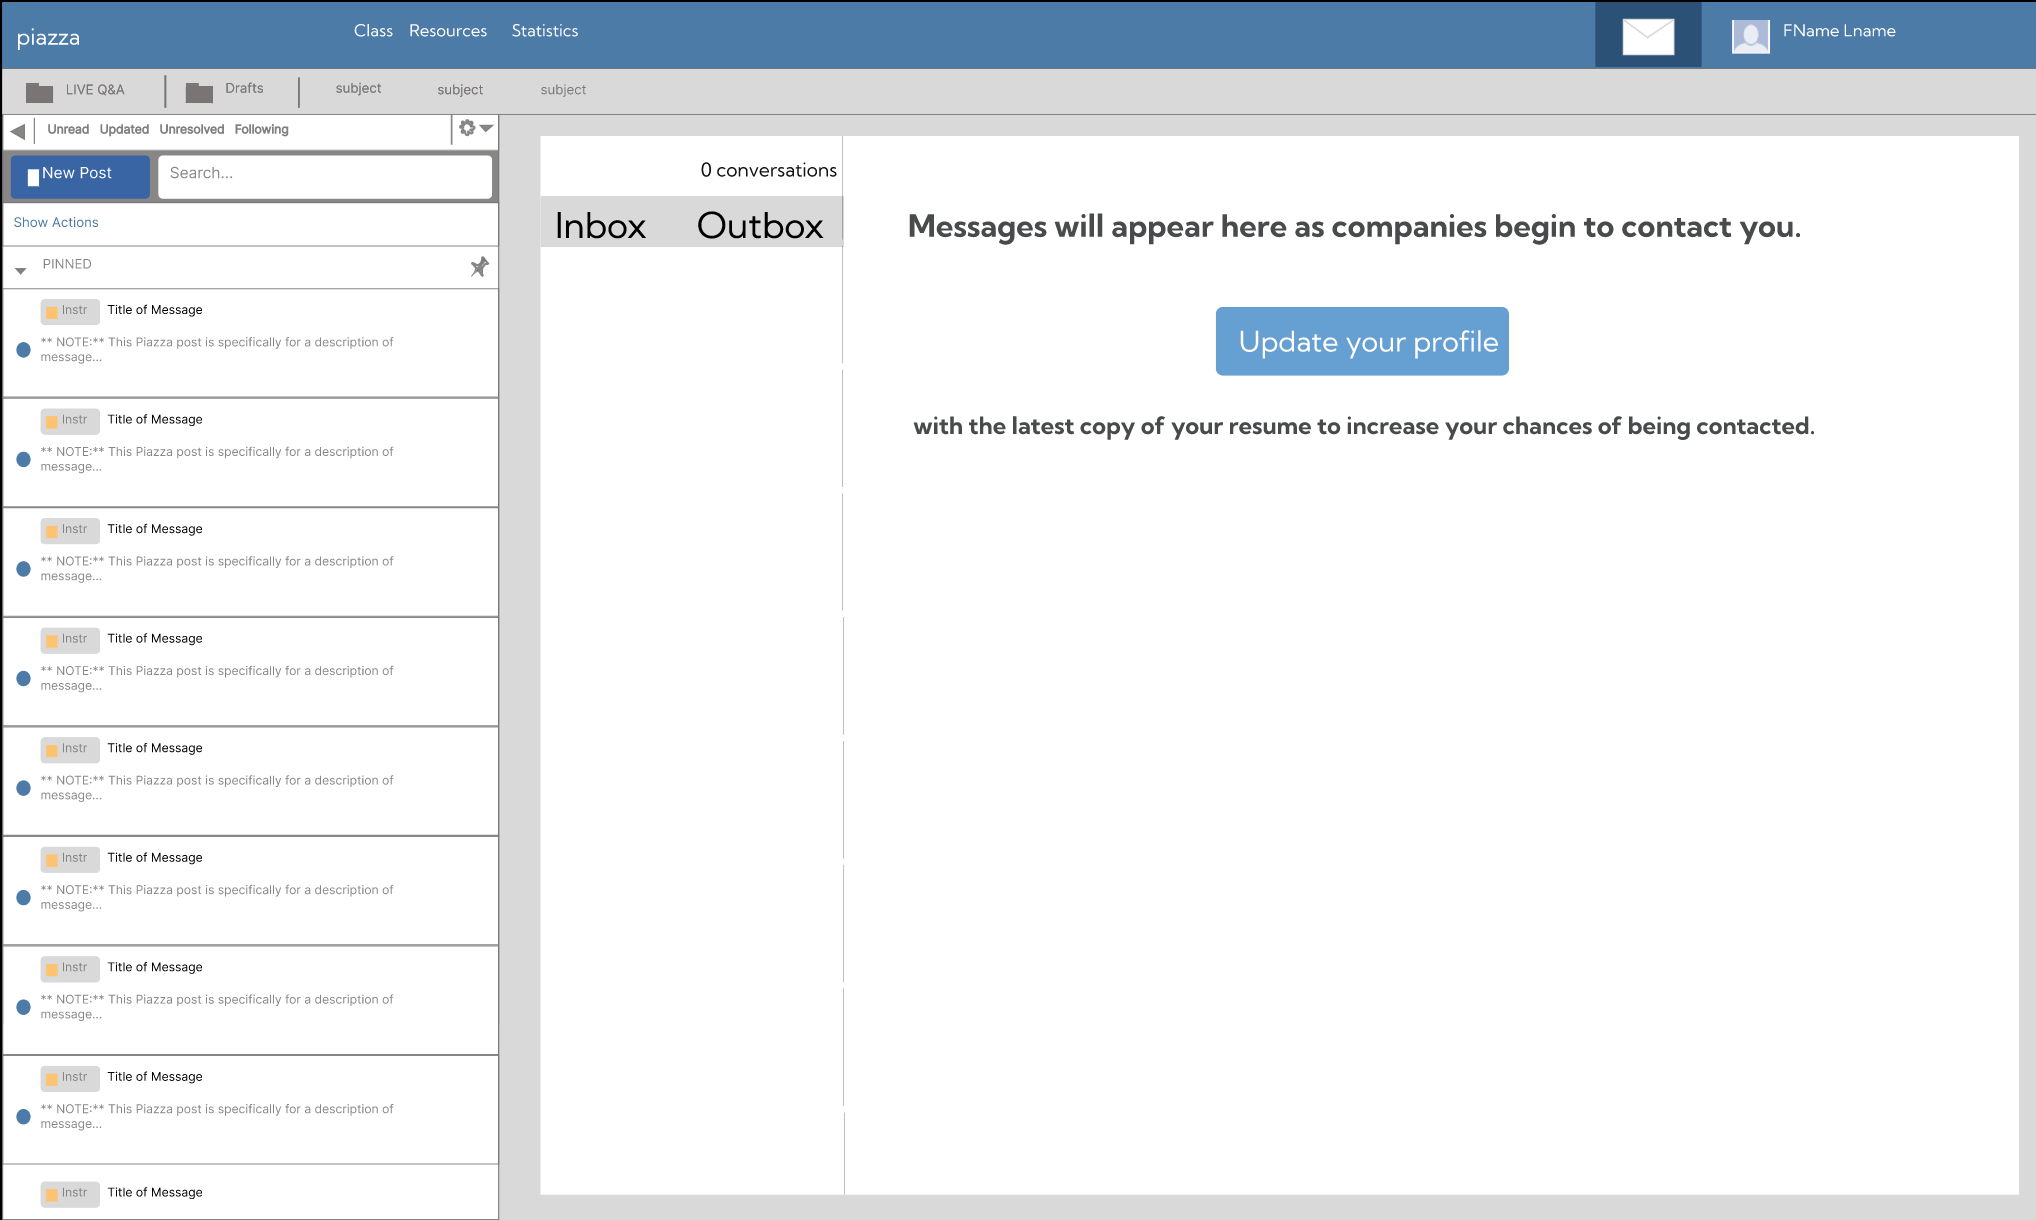 piazza
Class Resources Statistics
FName Lname
LIVE Q&A Drafts subject subject subject
Unread Updated Unresolved Following
New Post Search...
Show Actions
PINNED
Instr Title of Message
** NOTE:** This Piazza post is specifically for a description of
message...
Instr Title of Message
** NOTE:** This Piazza post is specifically for a description of
message...
Instr Title of Message
** NOTE:** This Piazza post is specifically for a description of
message...
Instr Title of Message
** NOTE:** This Piazza post is specifically for a description of
message...
Instr Title of Message
** NOTE:** This Piazza post is specifically for a description of
message...
Instr Title of Message
** NOTE:** This Piazza post is specifically for a description of
message...
Instr Title of Message
** NOTE:** This Piazza post is specifically for a description of
message...
Instr Title of Message
** NOTE:** This Piazza post is specifically for a description of
message...
Instr Title of Message
0 conversations
Inbox Outbox
Messages will appear here as companies begin to contact you.
Update your profile
with the latest copy of your resume to increase your chances of being contacted.